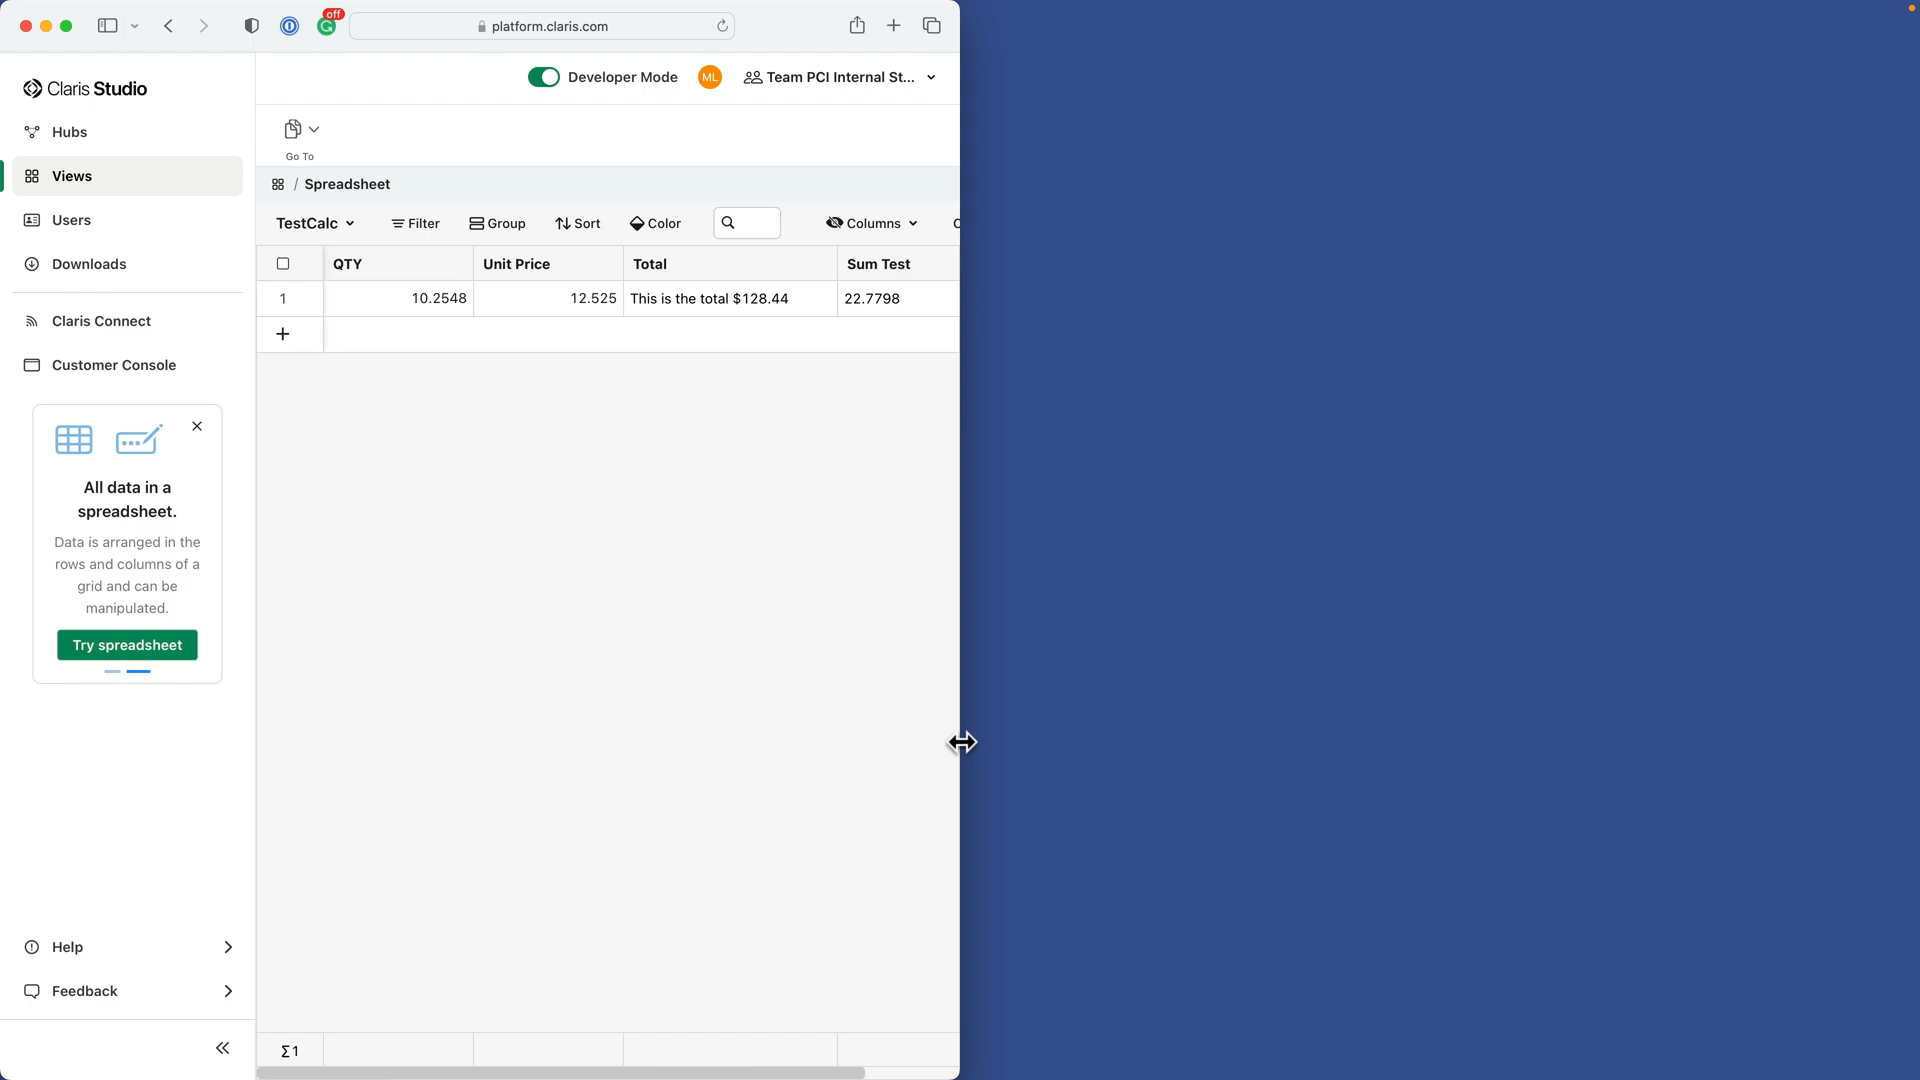 off
platform.claris.com
Claris Studio
Developer Mode
ML
Team PCI Internal St...
Hubs
Views
Users
Downloads
Claris Connect
Customer Console
All data in a
spreadsheet.
Data is arranged in the
rows and columns of a
grid and can be
manipulated.
Try spreadsheet
Help
Feedback
Go To
/ Spreadsheet
TestCalc
Filter
Group
Sort
Color
Columns
QTY
Unit Price
Total
Sum Test
1
10.2548
12.525
This is the total $128.44
22.7798
Σ1